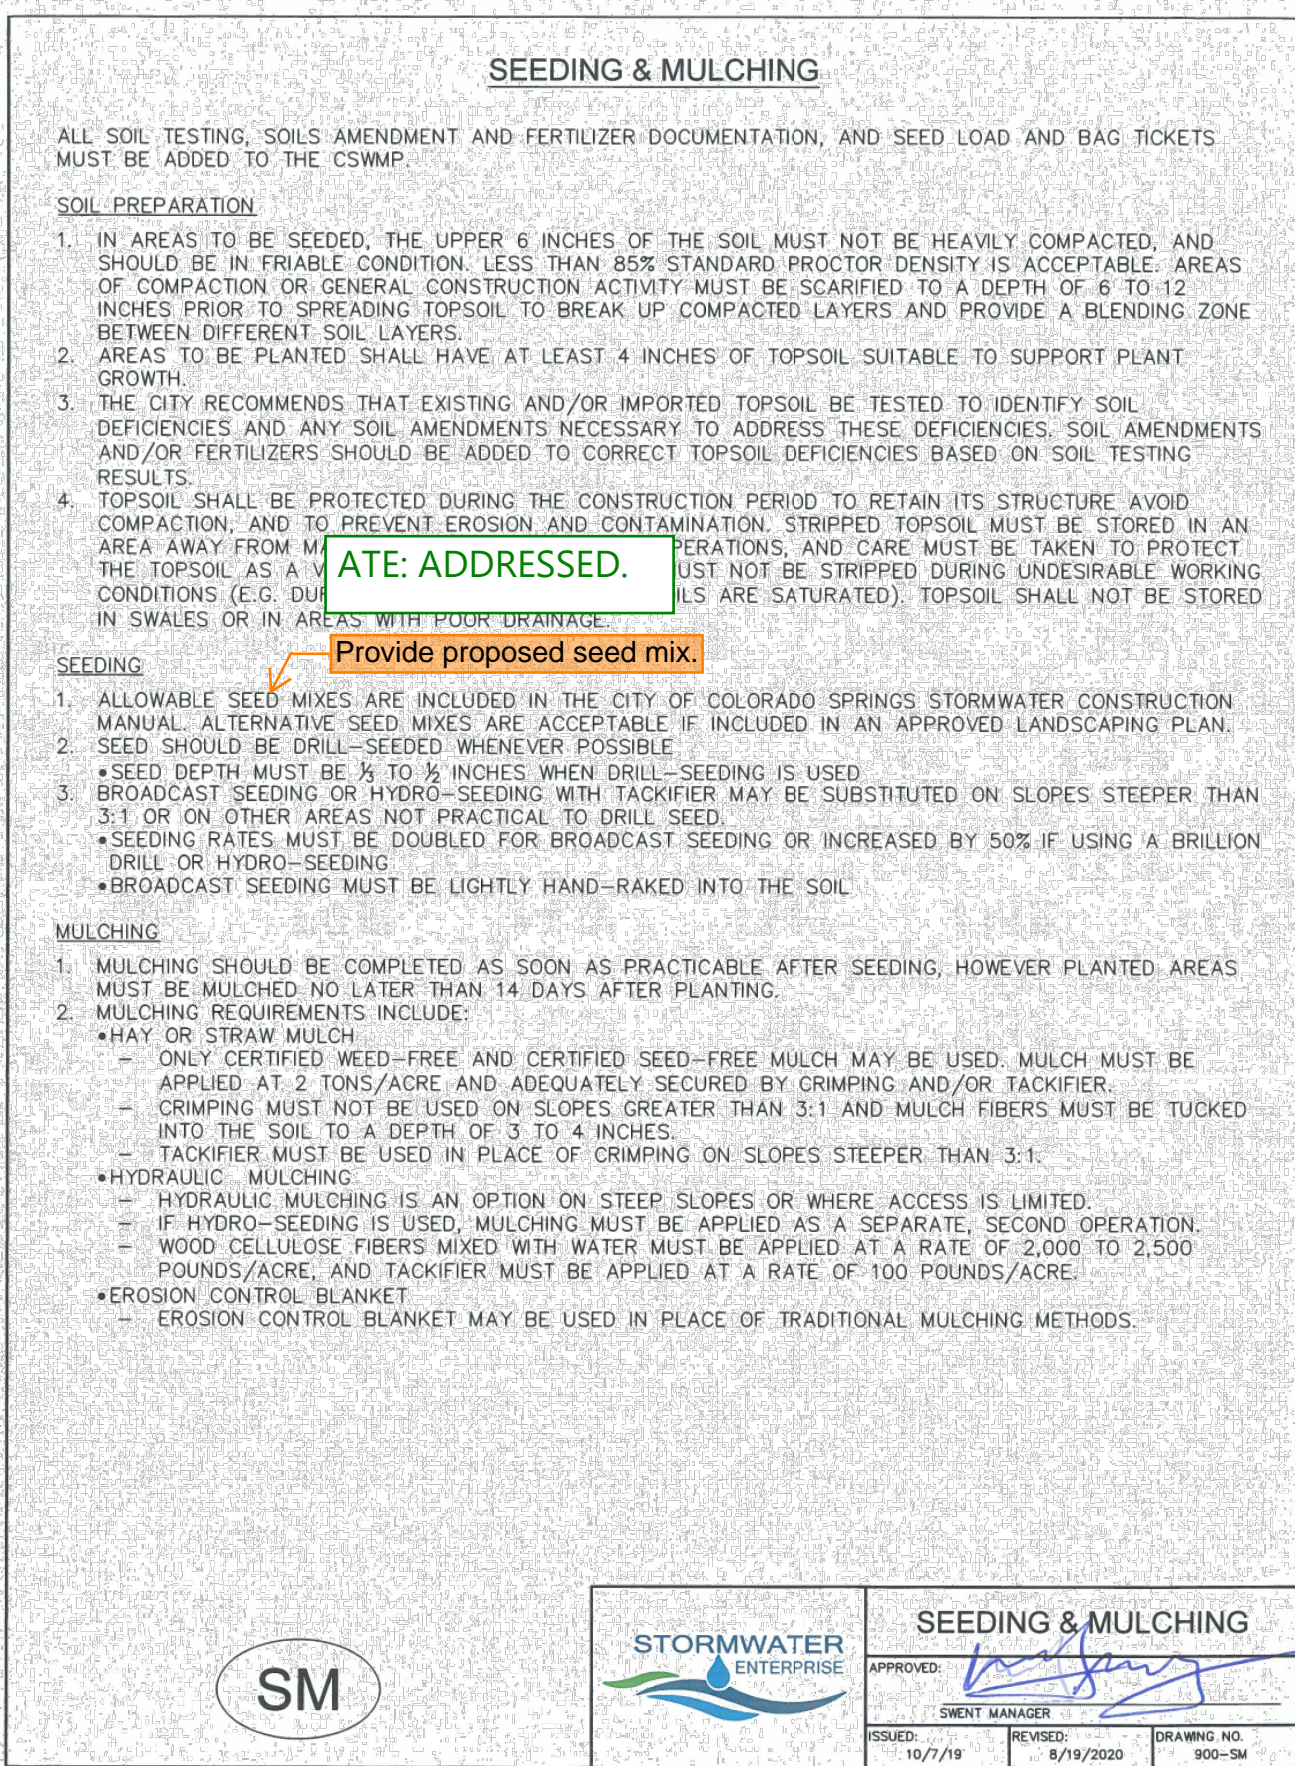 SEEDING & MULCHING
ALL SOIL TESTING, SOILS AMENDMENT AND FERTILIZER DOCUMENTATION, AND SEED LOAD AND BAG TICKETS
MUST BE ADDED TO THE CSWMP.
SOIL PREPARATION
1. IN AREAS TO BE SEEDED, THE UPPER 6 INCHES OF THE SOIL MUST NOT BE HEAVILY COMPACTED, AND
SHOULD BE IN FRIABLE CONDITION. LESS THAN 85% STANDARD PROCTOR DENSITY IS ACCEPTABLE. AREAS
OF COMPACTION OR GENERAL CONSTRUCTION ACTIVITY MUST BE SCARIFIED TO A DEPTH OF 6 TO 12
INCHES PRIOR TO SPREADING TOPSOIL TO BREAK UP COMPACTED LAYERS AND PROVIDE A BLENDING ZONE
BETWEEN DIFFERENT SOIL LAYERS.
2. AREAS TO BE PLANTED SHALL HAVE AT LEAST 4 INCHES OF TOPSOIL SUITABLE TO SUPPORT PLANT
GROWTH.
3. THE CITY RECOMMENDS THAT EXISTING AND/OR IMPORTED TOPSOIL BE TESTED TO IDENTIFY SOIL
DEFICIENCIES AND ANY SOIL AMENDMENTS NECESSARY TO ADDRESS THESE DEFICIENCIES. SOIL AMENDMENTS
AND/OR FERTILIZERS SHOULD BE ADDED TO CORRECT TOPSOIL DEFICIENCIES BASED ON SOIL TESTING
RESULTS.
4. TOPSOIL SHALL BE PROTECTED DURING THE CONSTRUCTION PERIOD TO RETAIN ITS STRUCTURE AVOID
COMPACTION, AND TO PREVENT EROSION AND CONTAMINATION. STRIPPED TOPSOIL MUST BE STORED IN AN
AREA AWAY FROM PERATIONS, AND CARE MUST BE TAKEN TO PROTECT
THE TOPSOIL AS A UST NOT BE STRIPPED DURING UNDESIRABLE WORKING
CONDITIONS (E.G. ILS ARE SATURATED). TOPSOIL SHALL NOT BE STORED
IN SWALES OR IN AREAS WITH POOR DRAINAGE.
ATE: ADDRESSED.
Provide proposed seed mix.
SEEDING
1. ALLOWABLE SEED MIXES ARE INCLUDED IN THE CITY OF COLORADO SPRINGS STORMWATER CONSTRUCTION
MANUAL. ALTERNATIVE SEED MIXES ARE ACCEPTABLE IF INCLUDED IN AN APPROVED LANDSCAPING PLAN.
2. SEED SHOULD BE DRILL-SEEDED WHENEVER POSSIBLE
•SEED DEPTH MUST BE ⅓ TO ½ INCHES WHEN DRILL-SEEDING IS USED
3. BROADCAST SEEDING OR HYDRO-SEEDING WITH TACKIFIER MAY BE SUBSTITUTED ON SLOPES STEEPER THAN
3:1 OR ON OTHER AREAS NOT PRACTICAL TO DRILL SEED.
•SEEDING RATES MUST BE DOUBLED FOR BROADCAST SEEDING OR INCREASED BY 50% IF USING A BRILLION
DRILL OR HYDRO-SEEDING
•BROADCAST SEEDING MUST BE LIGHTLY HAND-RAKED INTO THE SOIL
MULCHING
1. MULCHING SHOULD BE COMPLETED AS SOON AS PRACTICABLE AFTER SEEDING, HOWEVER PLANTED AREAS
MUST BE MULCHED NO LATER THAN 14 DAYS AFTER PLANTING.
2. MULCHING REQUIREMENTS INCLUDE:
•HAY OR STRAW MULCH
— ONLY CERTIFIED WEED-FREE AND CERTIFIED SEED-FREE MULCH MAY BE USED. MULCH MUST BE
APPLIED AT 2 TONS/ACRE AND ADEQUATELY SECURED BY CRIMPING AND/OR TACKIFIER.
— CRIMPING MUST NOT BE USED ON SLOPES GREATER THAN 3:1 AND MULCH FIBERS MUST BE TUCKED
INTO THE SOIL TO A DEPTH OF 3 TO 4 INCHES.
— TACKIFIER MUST BE USED IN PLACE OF CRIMPING ON SLOPES STEEPER THAN 3:1.
•HYDRAULIC MULCHING
— HYDRAULIC MULCHING IS AN OPTION ON STEEP SLOPES OR WHERE ACCESS IS LIMITED.
— IF HYDRO-SEEDING IS USED, MULCHING MUST BE APPLIED AS A SEPARATE, SECOND OPERATION.
— WOOD CELLULOSE FIBERS MIXED WITH WATER MUST BE APPLIED AT A RATE OF 2,000 TO 2,500
POUNDS/ACRE, AND TACKIFIER MUST BE APPLIED AT A RATE OF 100 POUNDS/ACRE.
•EROSION CONTROL BLANKET
— EROSION CONTROL BLANKET MAY BE USED IN PLACE OF TRADITIONAL MULCHING METHODS.
SM
STORMWATER
ENTERPRISE
SEEDING & MULCHING
APPROVED:
SWENT MANAGER
ISSUED: 10/7/19
REVISED: 8/19/2020
DRAWING NO. 900-SM